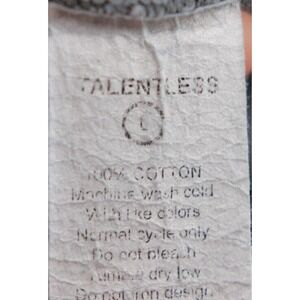 TALENTLESS
L
100% COTTON
Machine wash cold
With like colors
Normal cycle only
Do not bleach
Tumble dry low
Do not iron design